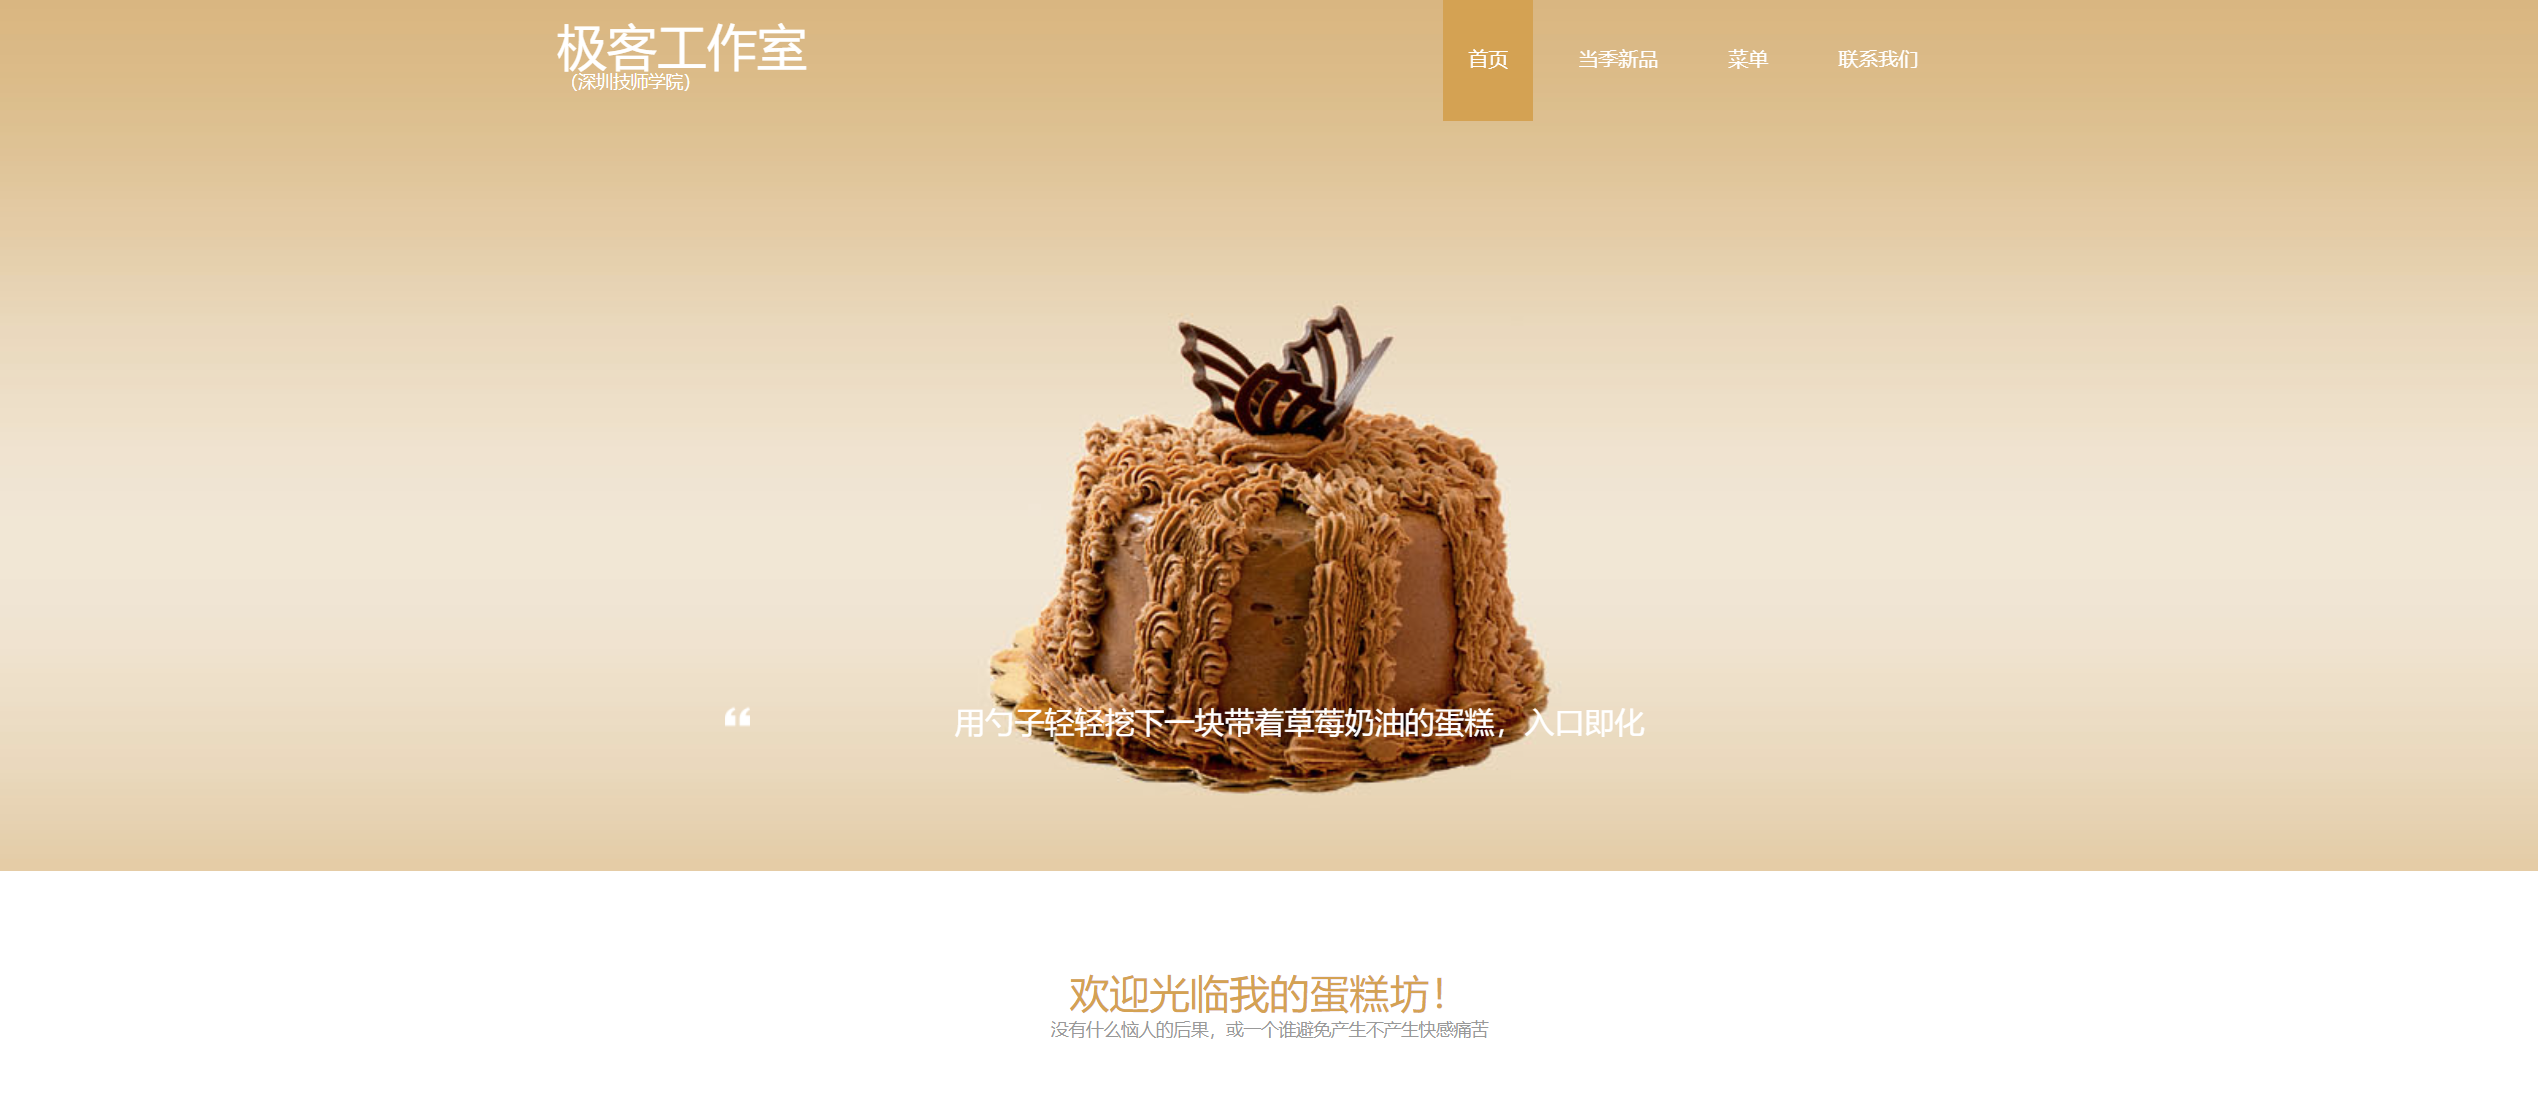 极客工作室
（深圳技师学院）
首页 当季新品 菜单 联系我们
“ 用勺子轻轻挖下一块带着草莓奶油的蛋糕，入口即化
欢迎光临我的蛋糕坊！
没有什么恼人的后果，或一个谁避免产生不产生快感痛苦